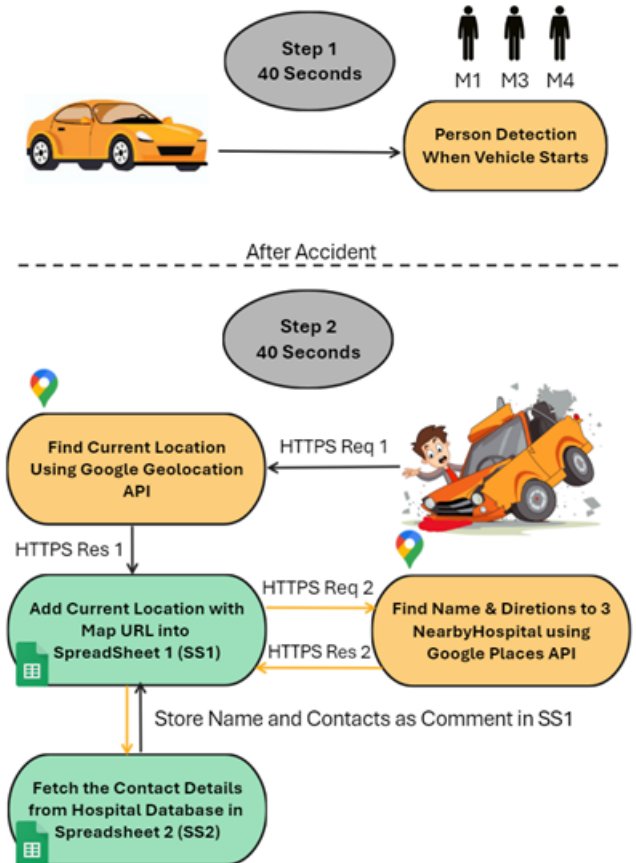 Step 1
40 Seconds
M1 M3 M4
Person Detection
When Vehicle Starts
After Accident
Step 2
40 Seconds
Find Current Location
Using Google Geolocation
API
HTTPS Req 1
HTTPS Res 1
Add Current Location with
Map URL into
SpreadSheet 1 (SS1)
HTTPS Req 2
HTTPS Res 2
Find Name & Diretions to 3
NearbyHospital using
Google Places API
Store Name and Contacts as Comment in SS1
Fetch the Contact Details
from Hospital Database in
Spreadsheet 2 (SS2)